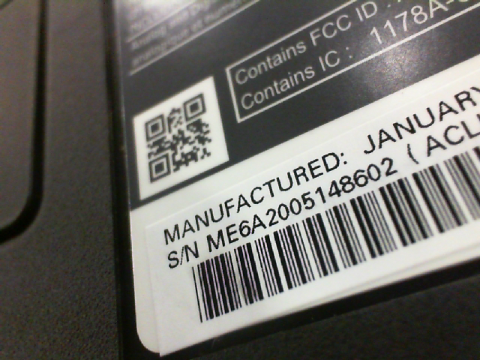 Contains FCC ID :
Contains IC : 1178A-
MANUFACTURED: JANUARY
S/N ME6A2005148602 ( ACL